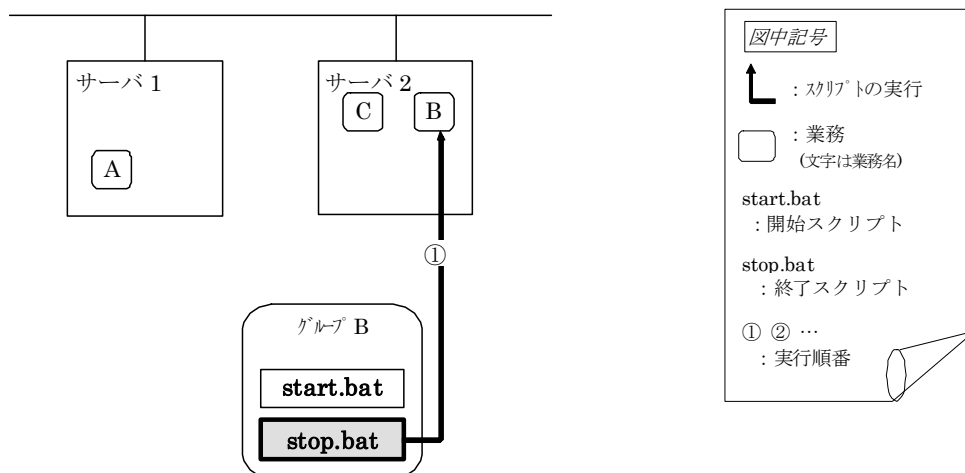 サーバ 1
サーバ 2
A
C
B
①
ｸﾞﾙｰﾌﾟ B
start.bat
stop.bat
図中記号
：ｽｸﾘﾌﾟﾄの実行
：業務
(文字は業務名)
start.bat
：開始スクリプト
stop.bat
：終了スクリプト
① ② …
：実行順番